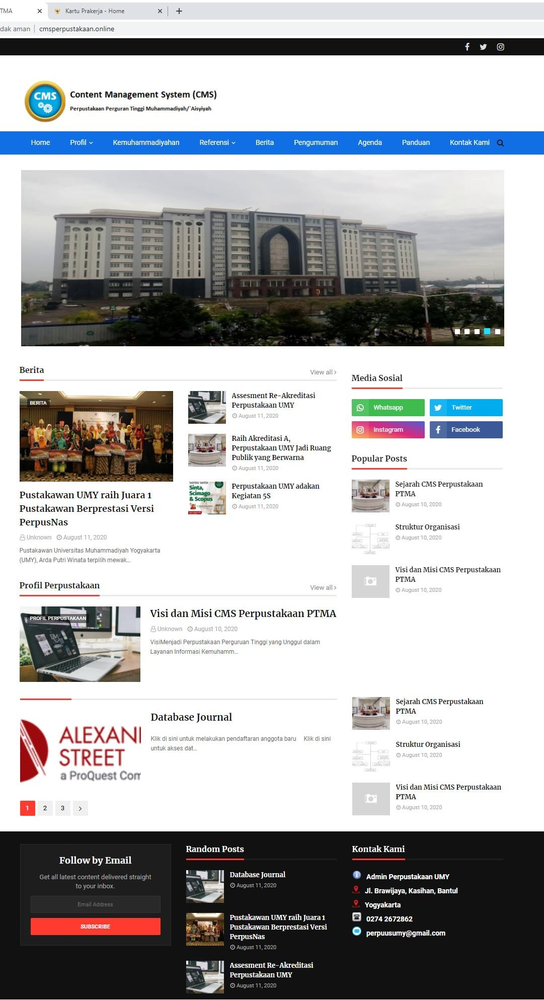 TMA
Kartu Prakerja - Home
dak aman
cmsperpustakaan.online
CMS
Content Management System (CMS)
Perpustakaan Perguran Tinggi Muhammadiyah/`Aisyiyah
Home Profil Kemuhammadiyahan Referensi Berita Pengumuman Agenda Panduan Kontak Kami
Berita
View all
BERITA
Pustakawan UMY raih Juara 1
Pustakawan Berprestasi Versi
PerpusNas
Unknown August 11, 2020
Pustakawan Universitas Muhammadiyah Yogyakarta
(UMY), Arda Putri Winata terpilih mewak...
Assesment Re-Akreditasi
Perpustakaan UMY
August 11, 2020
Raih Akreditasi A,
Perpustakaan UMY Jadi Ruang
Publik yang Berwarna
August 11, 2020
Serba Serbi
Sinta,
Scimago
& Scopus
Perpustakaan UMY adakan
Kegiatan 5S
August 11, 2020
Media Sosial
Whatsapp
Twitter
Instagram
Facebook
Popular Posts
Sejarah CMS Perpustakaan
PTMA
August 10, 2020
Struktur Organisasi
August 10, 2020
Visi dan Misi CMS Perpustakaan
PTMA
August 10, 2020
Profil Perpustakaan
View all
PROFIL PERPUSTAKAAN
Visi dan Misi CMS Perpustakaan PTMA
Unknown August 10, 2020
VisiMenjadi Perpustakaan Perguruan Tinggi yang Unggul dalam
Layanan Informasi Kemuhamm...
ALEXAN
STREET
a ProQuest Com
Database Journal
Klik di sini untuk melakukan pendaftaran anggota baru Klik di sini
untuk akses dat...
Sejarah CMS Perpustakaan
PTMA
August 10, 2020
Struktur Organisasi
August 10, 2020
Visi dan Misi CMS Perpustakaan
PTMA
August 10, 2020
1 2 3
Follow by Email
Get all latest content delivered straight
to your inbox.
Email Address
SUBSCRIBE
Random Posts
Database Journal
August 11, 2020
Pustakawan UMY raih Juara 1
Pustakawan Berprestasi Versi
PerpusNas
August 11, 2020
Assesment Re-Akreditasi
Perpustakaan UMY
August 11, 2020
Kontak Kami
Admin Perpustakaan UMY
Jl. Brawijaya, Kasihan, Bantul
Yogyakarta
0274 2672862
perpuusumy@gmail.com